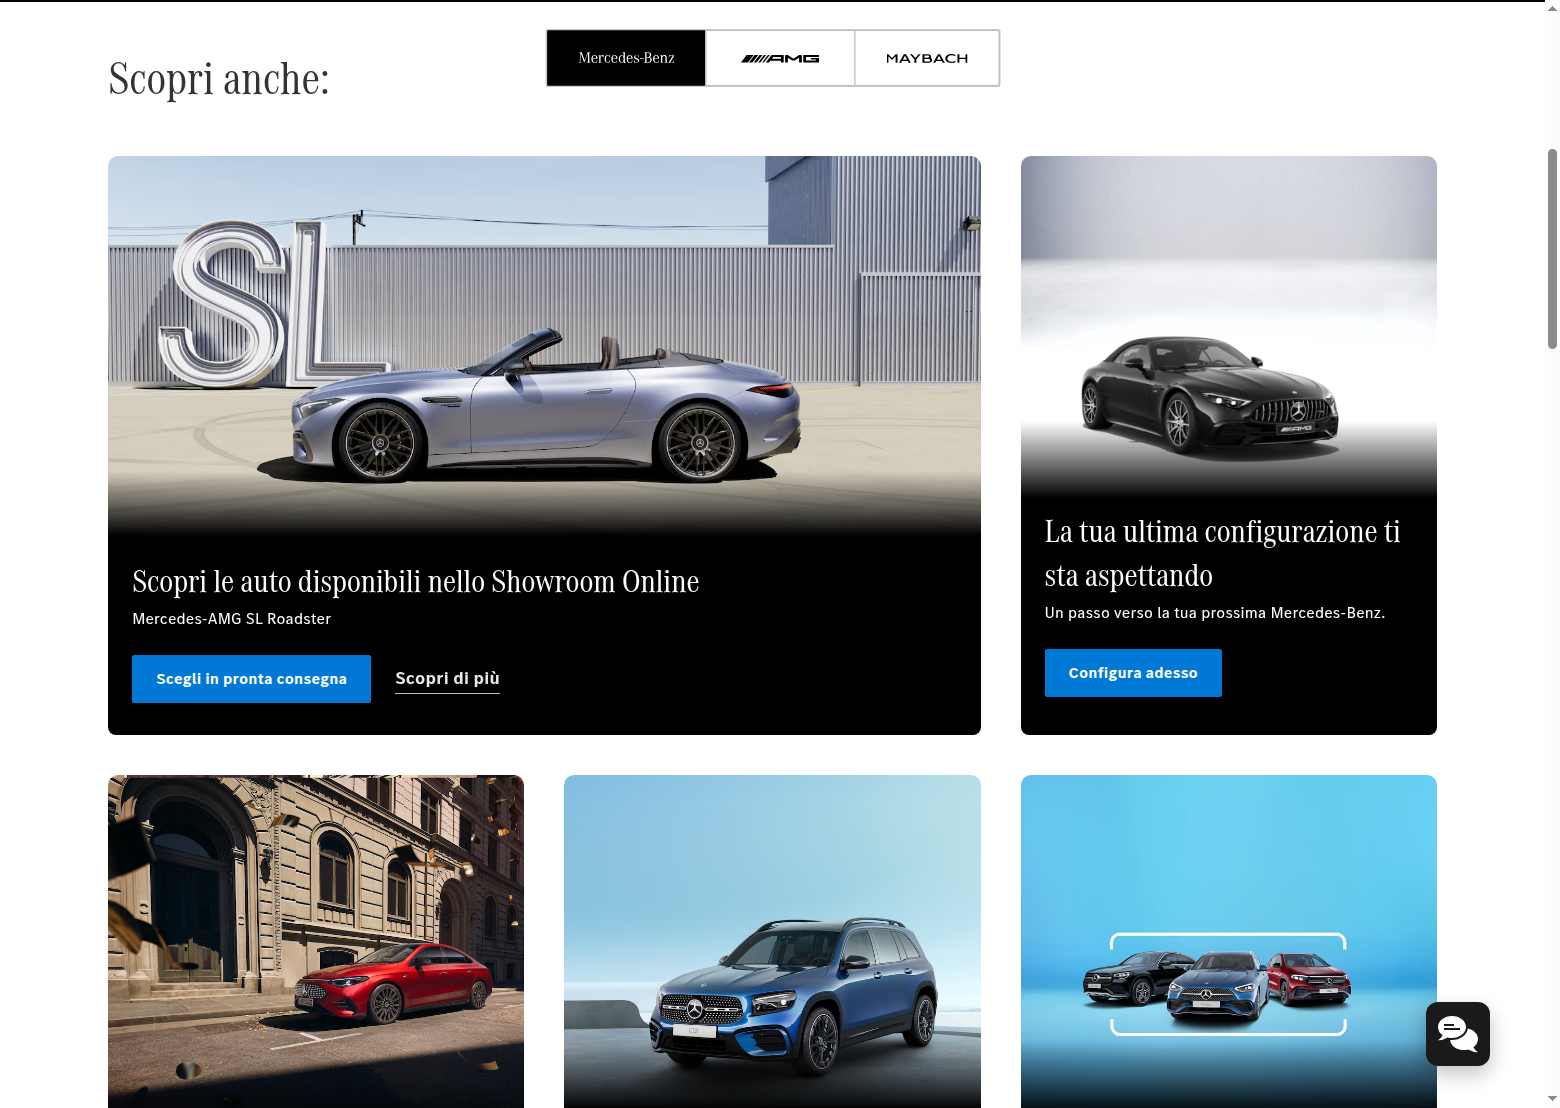 Scopri anche:
Mercedes-Benz
AMG
MAYBACH
SL
AMG
Scopri le auto disponibili nello Showroom Online
Mercedes-AMG SL Roadster
Scegli in pronta consegna
Scopri di più
La tua ultima configurazione ti
sta aspettando
Un passo verso la tua prossima Mercedes-Benz.
Configura adesso